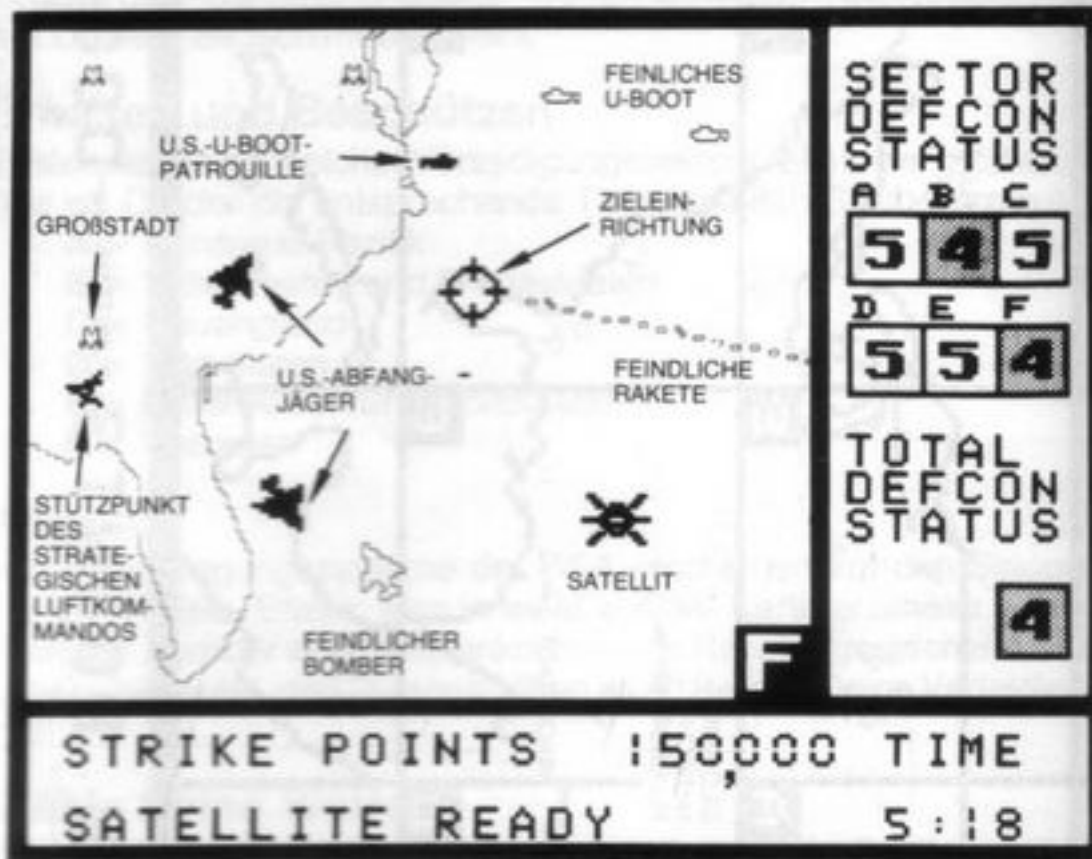 FEINLICHES
U-BOOT
U.S.-U-BOOT-
PATROUILLE
GROßSTADT
ZIELEIN-
RICHTUNG
U.S.-ABFANG-
JÄGER
FEINDLICHE
RAKETE
STÜTZPUNKT
DES
STRATE-
GISCHEN
LUFTKOM-
MANDOS
SATELLIT
FEINDLICHER
BOMBER
F
SECTOR
DEFCON
STATUS
A B C
5 4 5
D E F
5 5 4
TOTAL
DEFCON
STATUS
4
STRIKE POINTS 150,000 TIME
SATELLITE READY 5:18